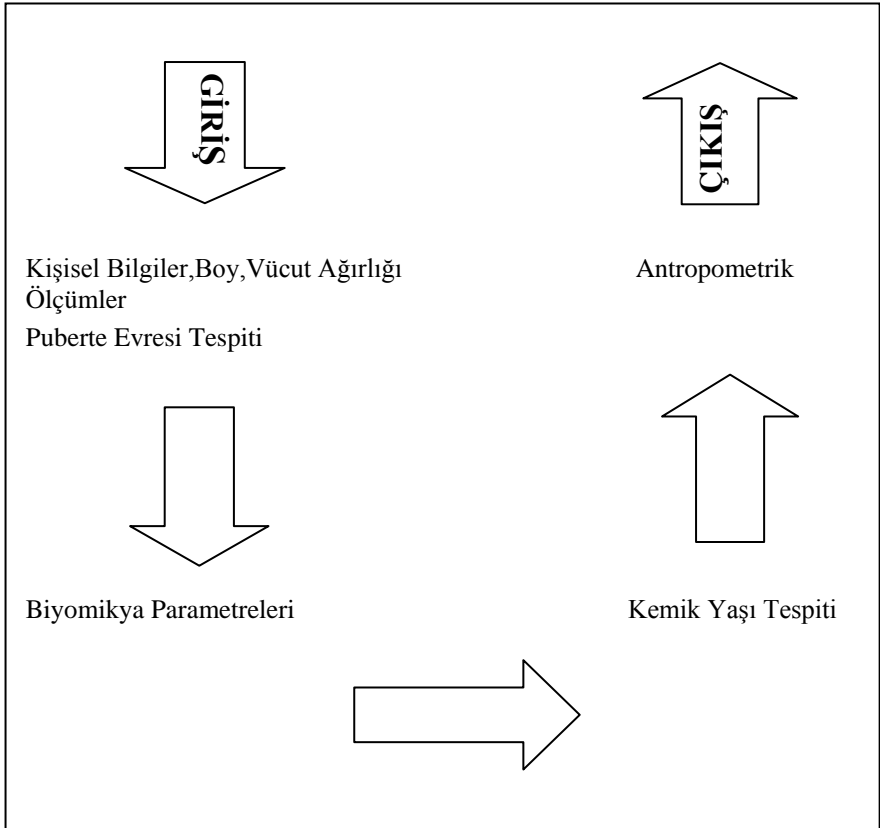 GİRİŞ
ÇIKIŞ
Kişisel Bilgiler,Boy,Vücut Ağırlığı Antropometrik
Ölçümler
Puberte Evresi Tespiti
Biyomikya Parametreleri Kemik Yaşı Tespiti